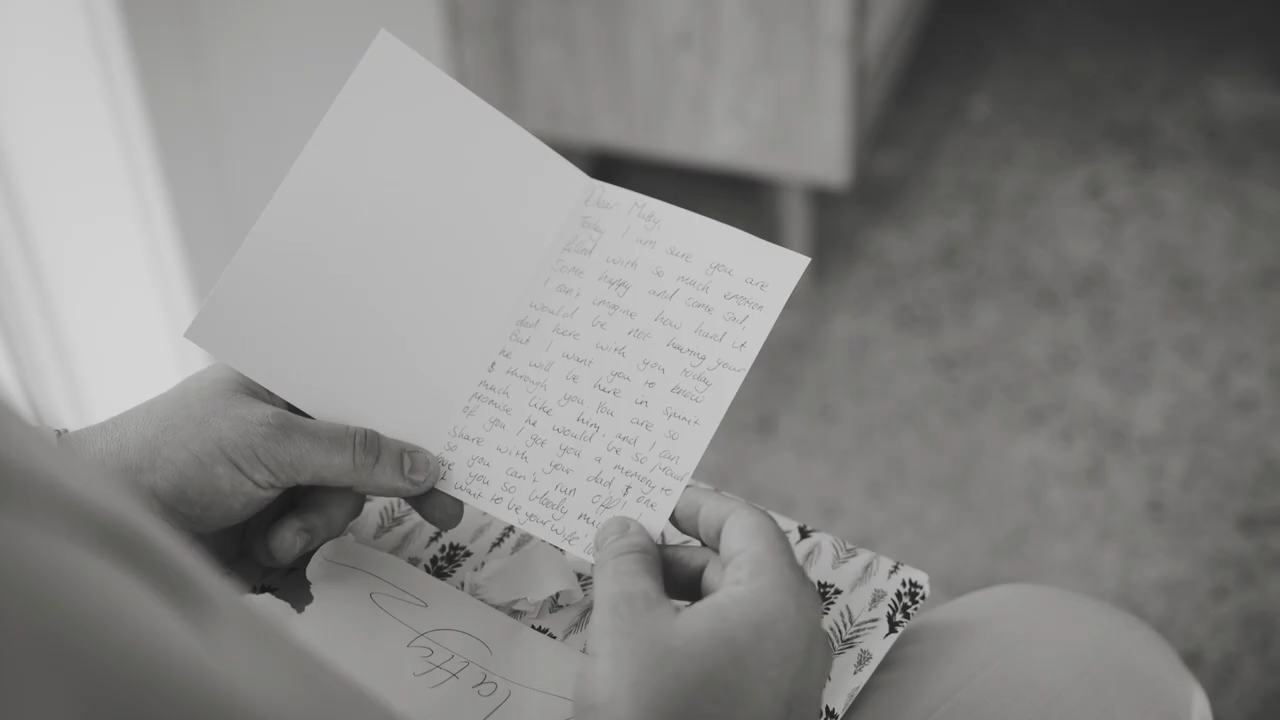 Dear Matty,
Today I am sure you are
filled with so much emotion
Some happy and some sad,
I can't imagine how hard it
would be not having your
dad here with you today
But I want you to know
he will be here in spirit
& through you. You are so
much like him, and I can
promise he would be so proud
of you I got you a memory to
share with your dad & one
so you can't run off!
you so bloody
want to be your wife